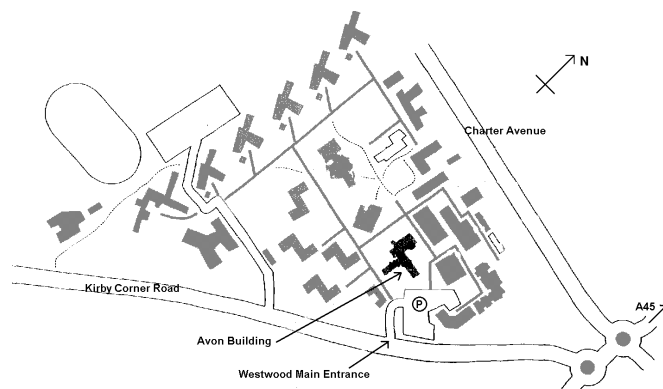 N
Charter Avenue
Kirby Corner Road
A45
P
Avon Building
Westwood Main Entrance